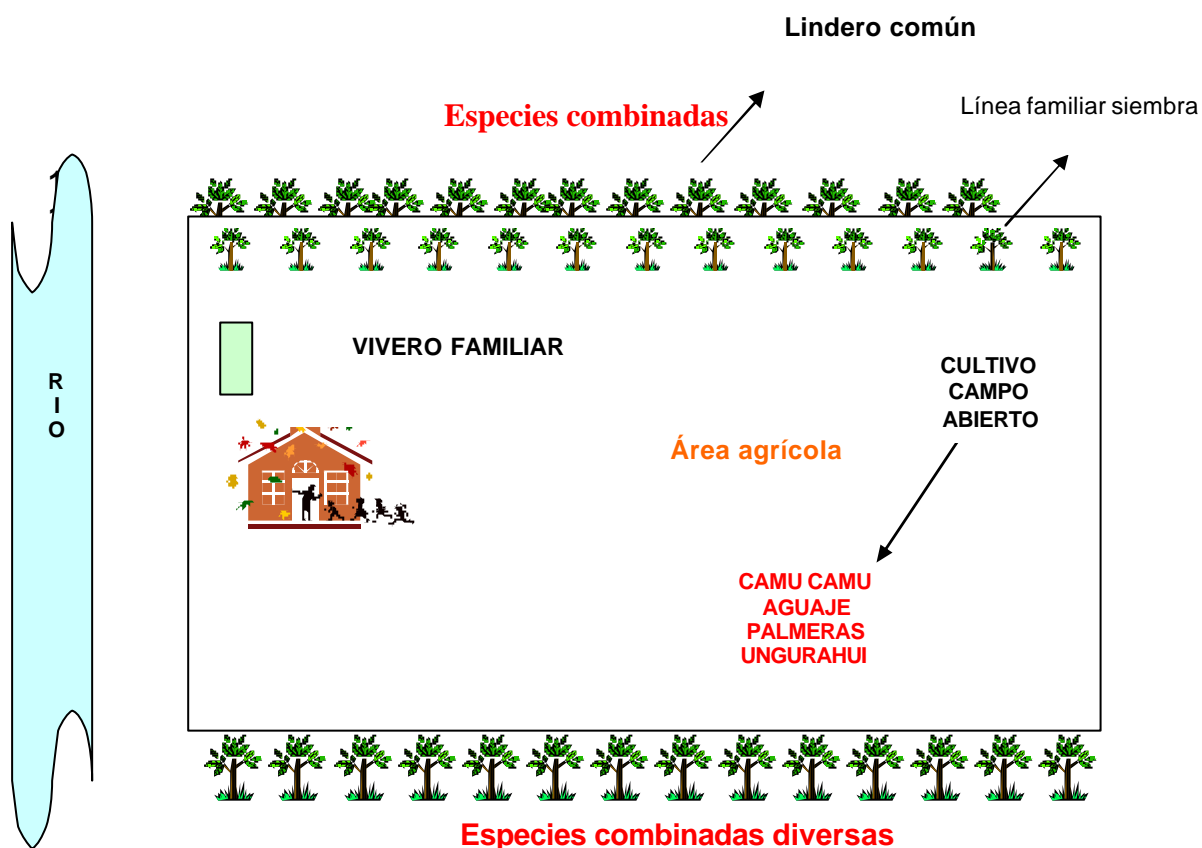 Lindero común
Línea familiar siembra
Especies combinadas
R
I
O
VIVERO FAMILIAR
CULTIVO
CAMPO
ABIERTO
Área agrícola
CAMU CAMU
AGUAJE
PALMERAS
UNGURAHUI
Especies combinadas diversas